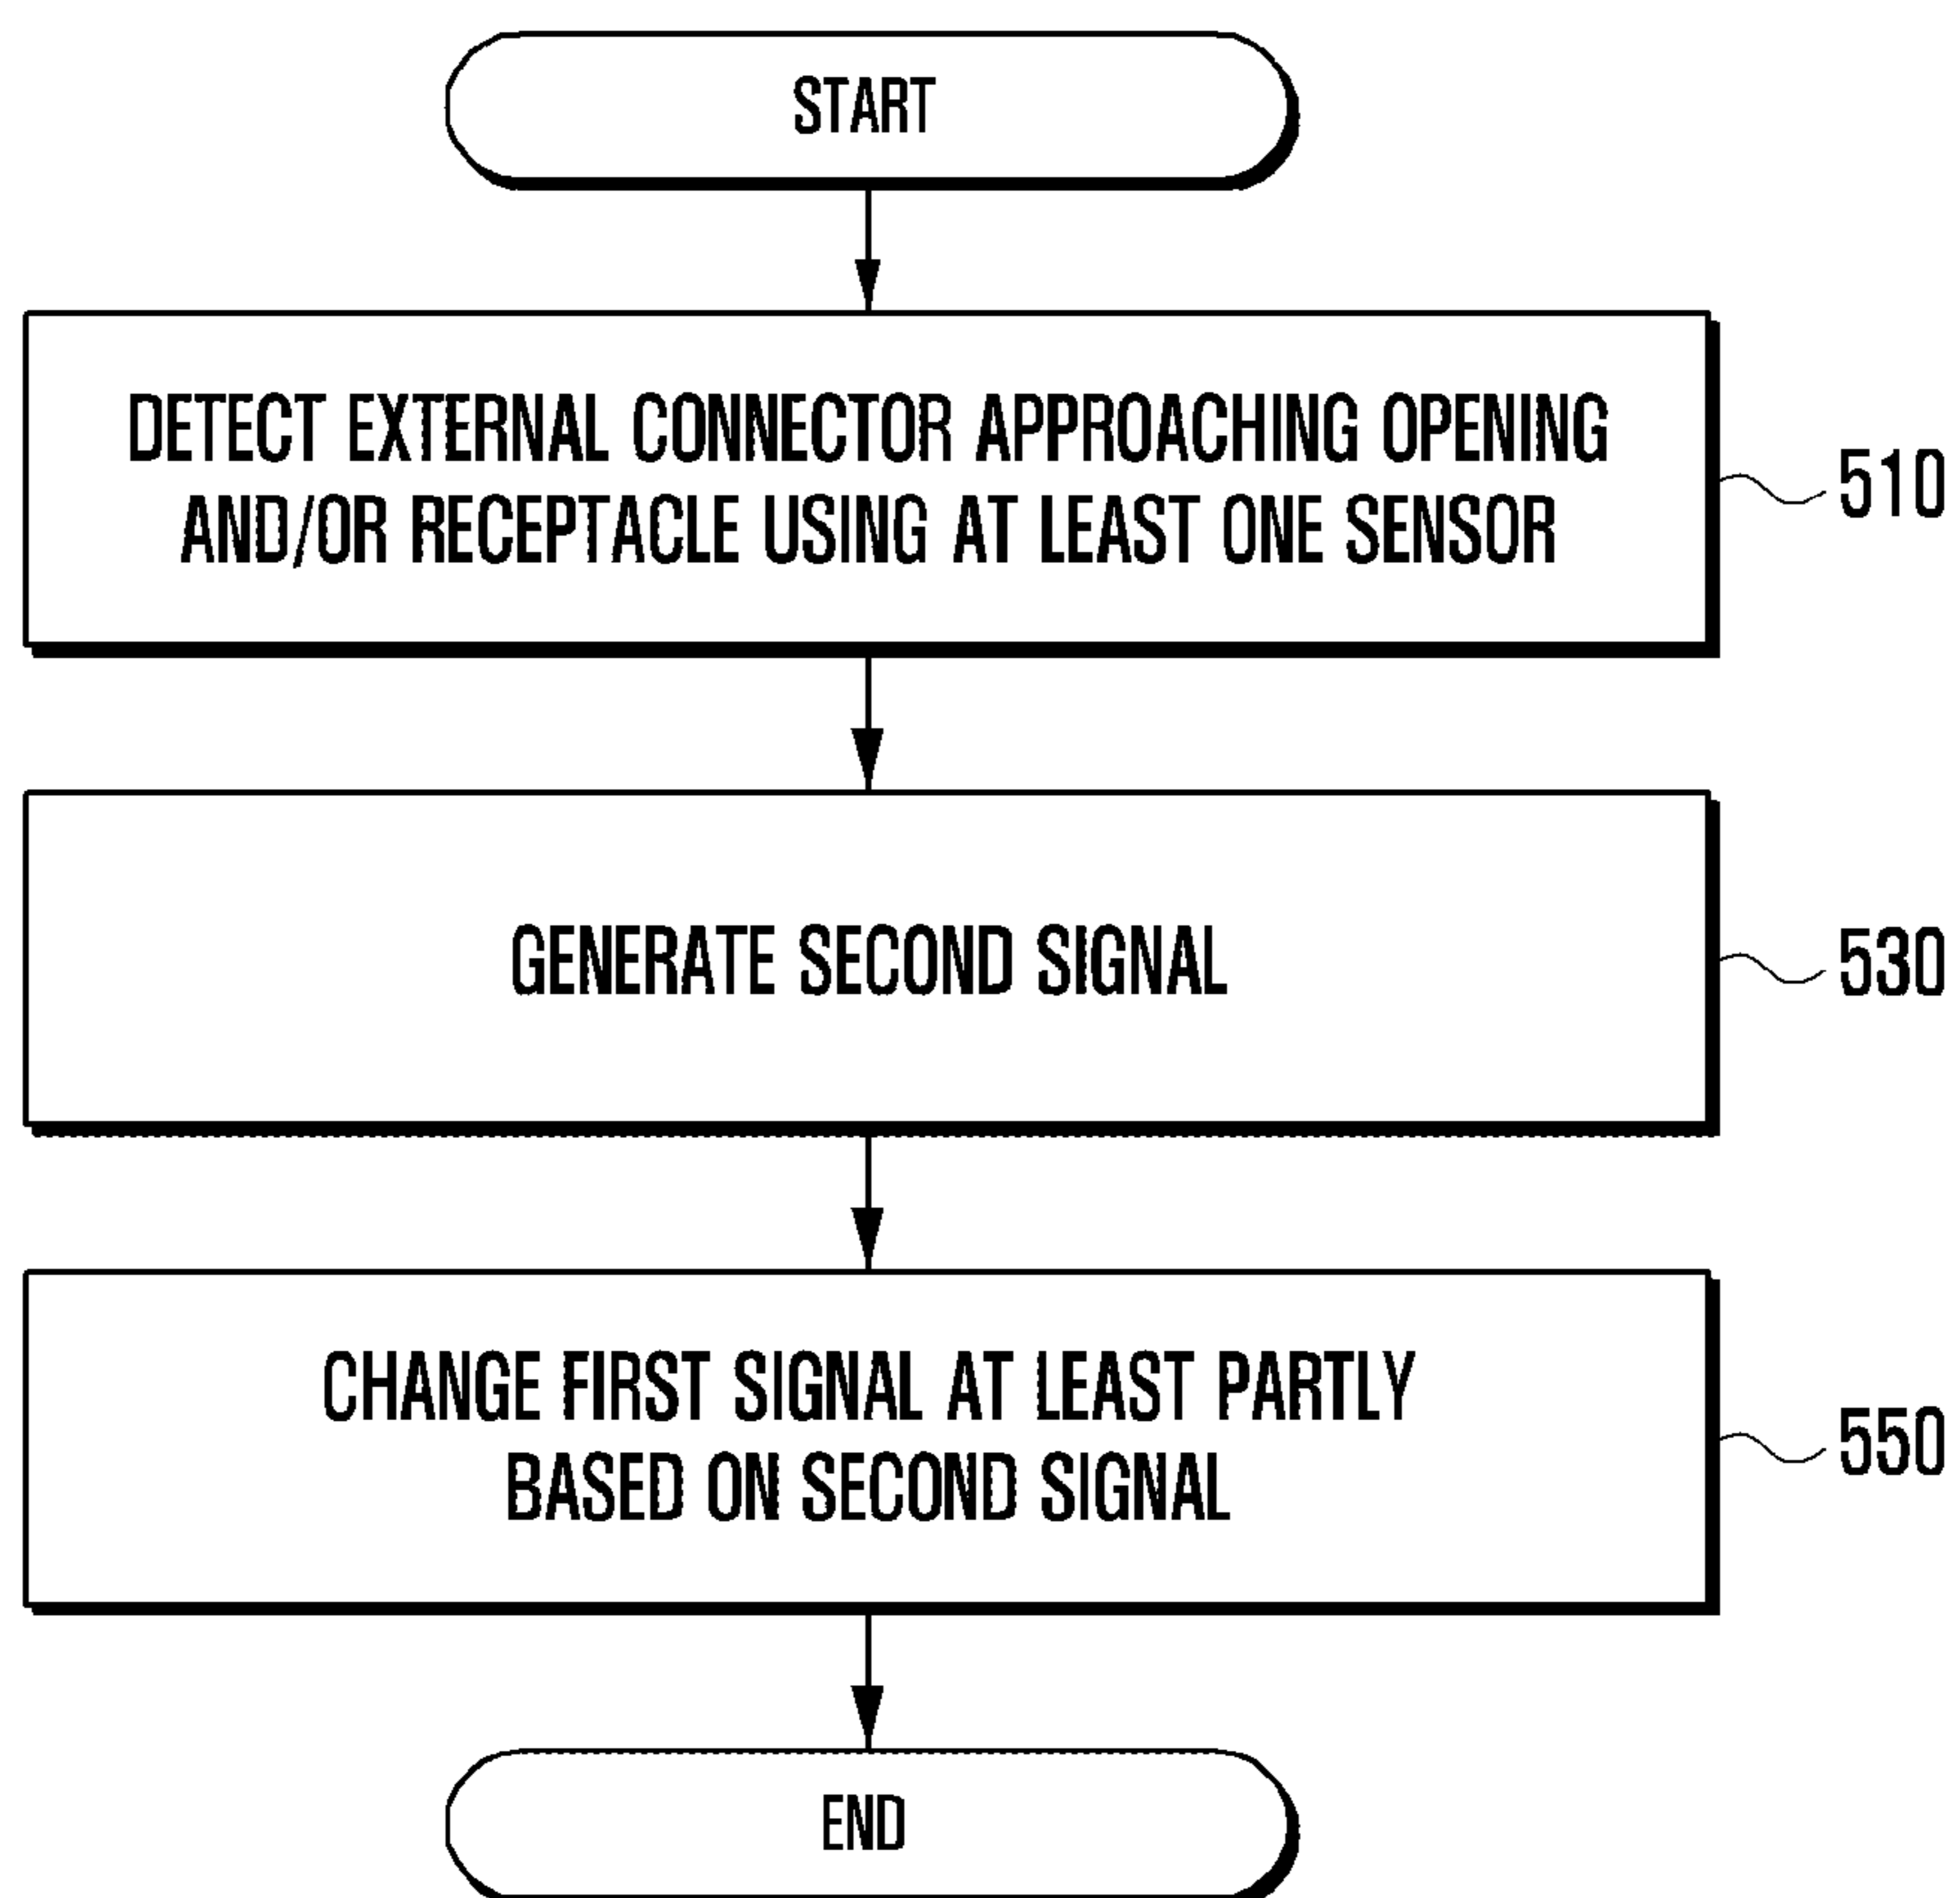 START
DETECT EXTERNAL CONNECTOR APPROACHING OPENING
AND/OR RECEPTACLE USING AT LEAST ONE SENSOR
510
GENERATE SECOND SIGNAL
530
CHANGE FIRST SIGNAL AT LEAST PARTLY
BASED ON SECOND SIGNAL
550
END